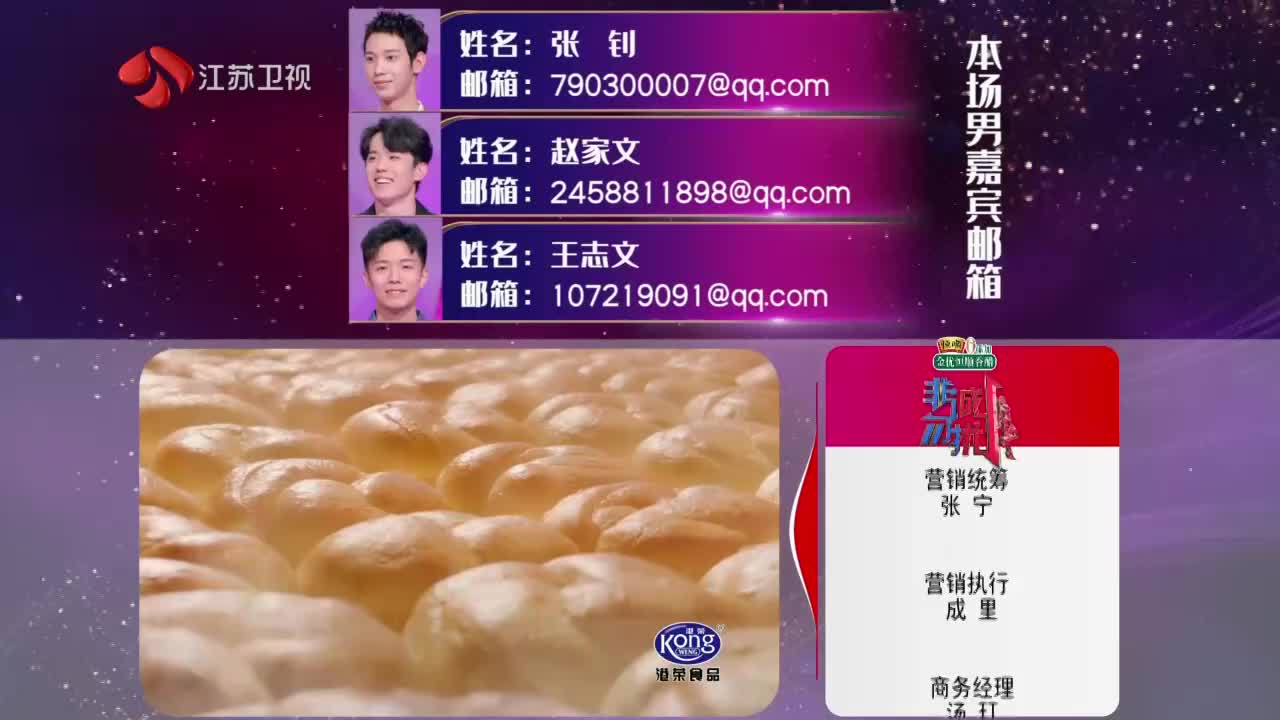 江苏卫视
姓名：张 钊
邮箱：790300007@qq.com
姓名：赵家文
邮箱：2458811898@qq.com
姓名：王志文
邮箱：107219091@qq.com
本场男嘉宾邮箱
非诚勿扰
营销统筹
张 宁
营销执行
成 里
商务经理
Kong
WENG
港荣食品